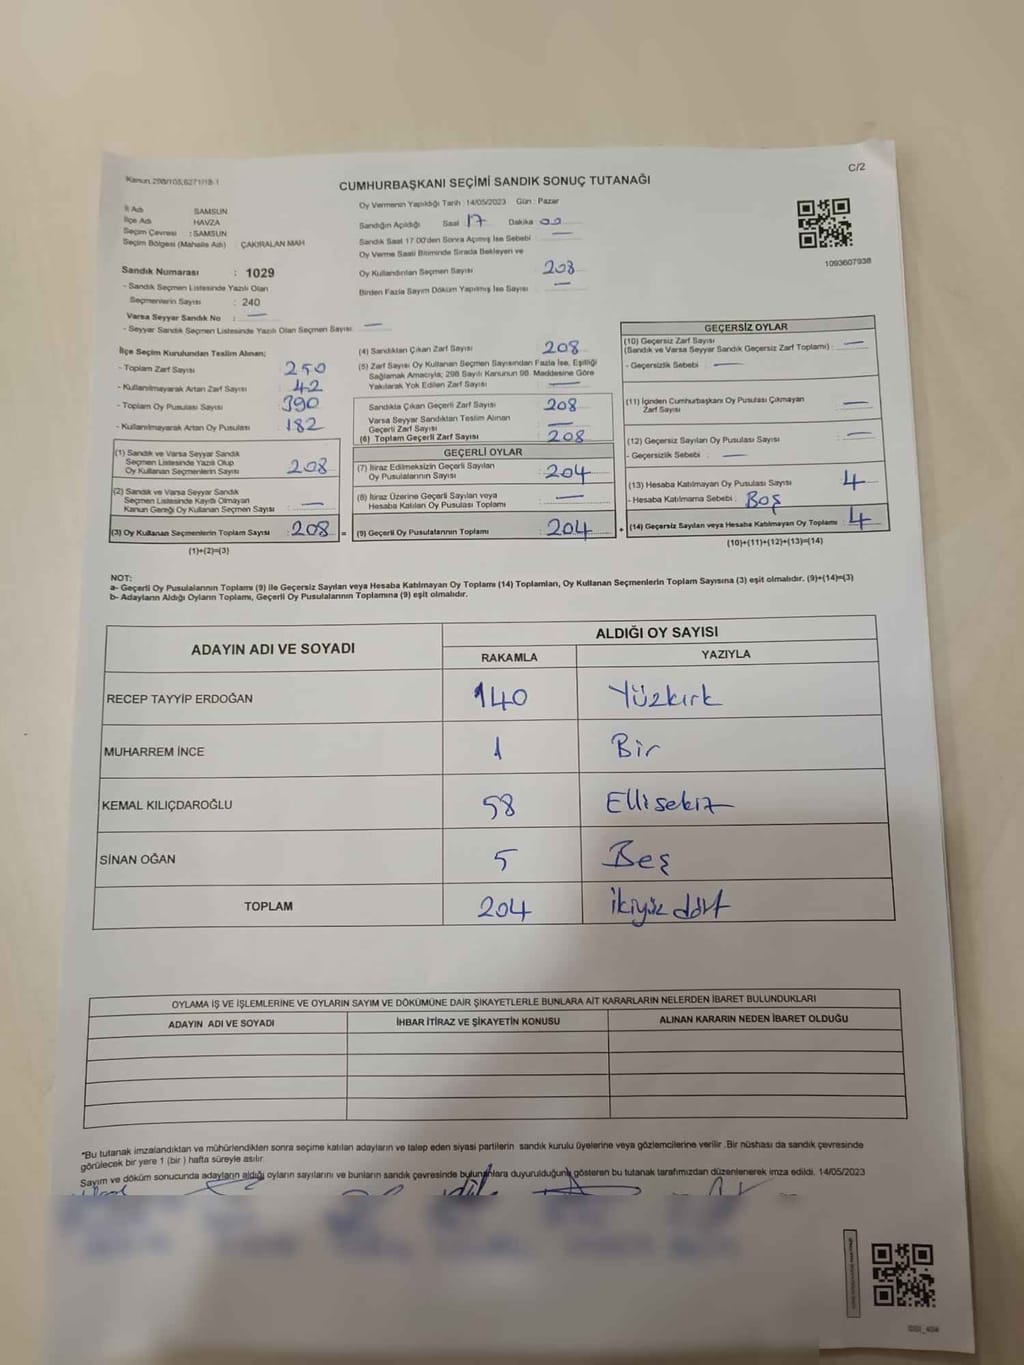 C/2
Kanun,298/105,6271/18-1
CUMHURBAŞKANI SEÇİMİ SANDIK SONUÇ TUTANAĞI
İl Adı SAMSUN
İlçe Adı HAVZA
Seçim Çevresi : SAMSUN
Seçim Bölgesi (Mahalle Adı) : ÇAKIRALAN MAH
Sandık Numarası : 1029
- Sandık Seçmen Listesinde Yazılı Olan
Seçmenlerin Sayısı : 240
Varsa Seyyar Sandık No : —
- Seyyar Sandık Seçmen Listesinde Yazılı Olan Seçmen Sayısı —
Oy Vermenin Yapıldığı Tarih :14/05/2023 Gün : Pazar
Sandığın Açıldığı Saat 17 Dakika 00
Sandık Saat 17.00'den Sonra Açımış İse Sebebi —
Oy Verme Saati Bitiminde Sırada Bekleyen ve
Oy Kullandırılan Seçmen Sayısı 208
Birden Fazla Sayım Döküm Yapılmış İse Sayısı —
1093607938
İlçe Seçim Kurulundan Teslim Alınan;
- Toplam Zarf Sayısı 250
- Kullanılmayarak Artan Zarf Sayısı 42
- Toplam Oy Pusulası Sayısı 390
- Kullanılmayarak Artan Oy Pusulası 182
(1) Sandık ve Varsa Seyyar Sandık
Seçmen Listesinde Yazılı Olup
Oy Kullanan Seçmenlerin Sayısı 208
(2) Sandık ve Varsa Seyyar Sandık
Seçmen Listesinde Kaydı Olmayan
Kanun Gereği Oy Kullanan Seçmen Sayısı —
(3) Oy Kullanan Seçmenlerin Toplam Sayısı : 208 =
(1)+(2)=(3)
(4) Sandıktan Çıkan Zarf Sayısı 208
(5) Zarf Sayısı Oy Kullanan Seçmen Sayısından Fazla İse, Eşitliği
Sağlamak Amacıyla; 298 Sayılı Kanunun 98. Maddesine Göre
Yakılarak Yok Edilen Zarf Sayısı —
Sandıkta Çıkan Geçerli Zarf Sayısı 208
Varsa Seyyar Sandıktan Teslim Alınan
Geçerli Zarf Sayısı —
(6) Toplam Geçerli Zarf Sayısı 208
GEÇERLİ OYLAR
(7) İtiraz Edilmeksizin Geçerli Sayılan
Oy Pusulalarının Sayısı : 204
(8) İtiraz Üzerine Geçerli Sayılan veya
Hesaba Katılan Oy Pusulası Toplamı —
(9) Geçerli Oy Pusulalarının Toplamı : 204 +
GEÇERSİZ OYLAR
(10) Geçersiz Zarf Sayısı
(Sandık ve Varsa Seyyar Sandık Geçersiz Zarf Toplamı) : —
- Geçersizlik Sebebi : —
(11) İçinden Cumhurbaşkanı Oy Pusulası Çıkmayan
Zarf Sayısı —
(12) Geçersiz Sayılan Oy Pusulası Sayısı —
- Geçersizlik Sebebi : —
(13) Hesaba Katılmayan Oy Pusulası Sayısı 4
- Hesaba Katılmama Sebebi : Boş
(14) Geçersiz Sayılan veya Hesaba Katılmayan Oy Toplamı : 4
(10)+(11)+(12)+(13)=(14)
NOT:
a- Geçerli Oy Pusulalarının Toplamı (9) ile Geçersiz Sayılan veya Hesaba Katılmayan Oy Toplamı (14) Toplamları, Oy Kullanan Seçmenlerin Toplam Sayısına (3) eşit olmalıdır. (9)+(14)=(3)
b- Adayların Aldığı Oyların Toplamı, Geçerli Oy Pusulalarının Toplamına (9) eşit olmalıdır.
ADAYIN ADI VE SOYADI ALDIĞI OY SAYISI
RAKAMLA YAZIYLA
RECEP TAYYİP ERDOĞAN 140 Yüzkırk
MUHARREM İNCE 1 Bir
KEMAL KILIÇDAROĞLU 58 Ellisekiz
SİNAN OĞAN 5 Beş
TOPLAM 204 ikiyüz dört
OYLAMA İŞ VE İŞLEMLERİNE VE OYLARIN SAYIM VE DÖKÜMÜNE DAİR ŞİKAYETLERLE BUNLARA AİT KARARLARIN NELERDEN İBARET BULUNDUKLARI
ADAYIN ADI VE SOYADI İHBAR İTİRAZ VE ŞİKAYETİN KONUSU ALINAN KARARIN NEDEN İBARET OLDUĞU
*Bu tutanak imzalandıktan ve mühürlendikten sonra seçime katılan adayların ve talep eden siyasi partilerin sandık kurulu üyelerine veya gözlemcilerine verilir .Bir nüshası da sandık çevresinde
görülecek bir yere 1 (bir ) hafta süreyle asılır.
Sayım ve döküm sonucunda adayların aldığı oyların sayılarını ve bunların sandık çevresinde bulunanlara duyurulduğunu gösteren bu tutanak tarafımızdan düzenlenerek imza edildi. 14/05/2023